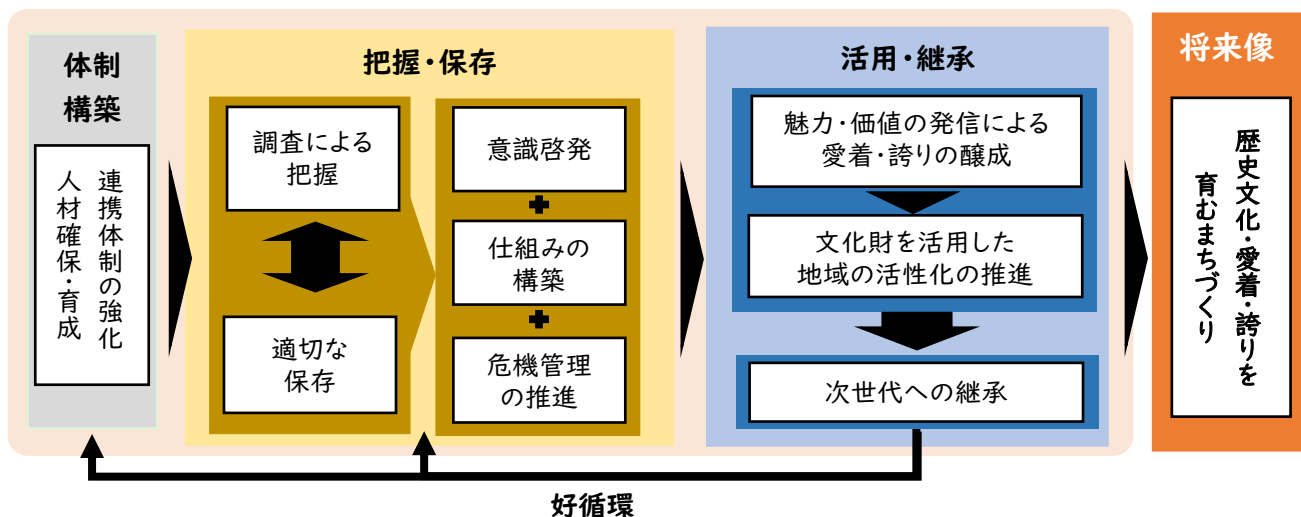 体制
構築
連携体制の強化
人材確保・育成
把握・保存
調査による
把握
適切な
保存
意識啓発
仕組みの
構築
危機管理
の推進
活用・継承
魅力・価値の発信による
愛着・誇りの醸成
文化財を活用した
地域の活性化の推進
次世代への継承
将来像
歴史文化・愛着・誇りを
育むまちづくり
好循環